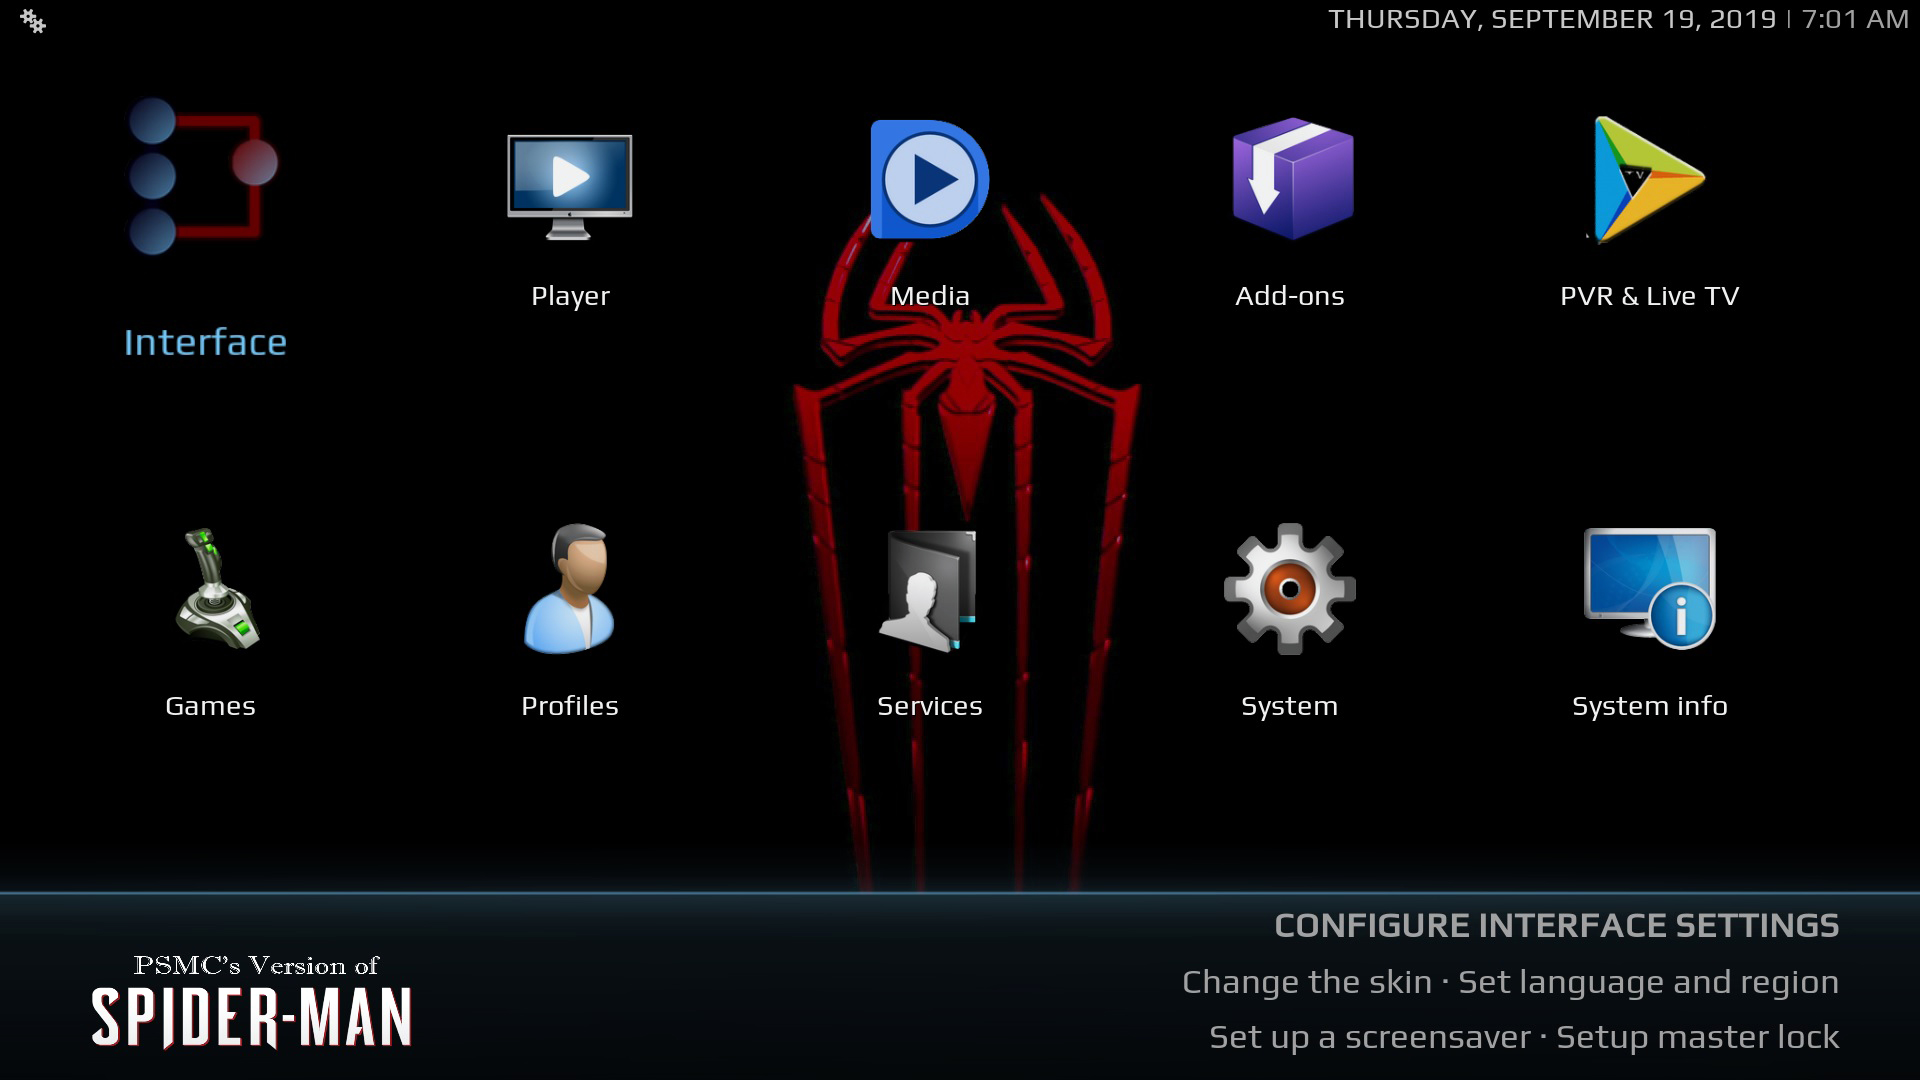 THURSDAY, SEPTEMBER 19, 2019 | 7:01 AM
Player
Media
Add-ons
TV
PVR & Live TV
Interface
Games
Profiles
Services
System
System info
CONFIGURE INTERFACE SETTINGS
Change the skin · Set language and region
Set up a screensaver · Setup master lock
PSMC's Version of
SPIDER-MAN